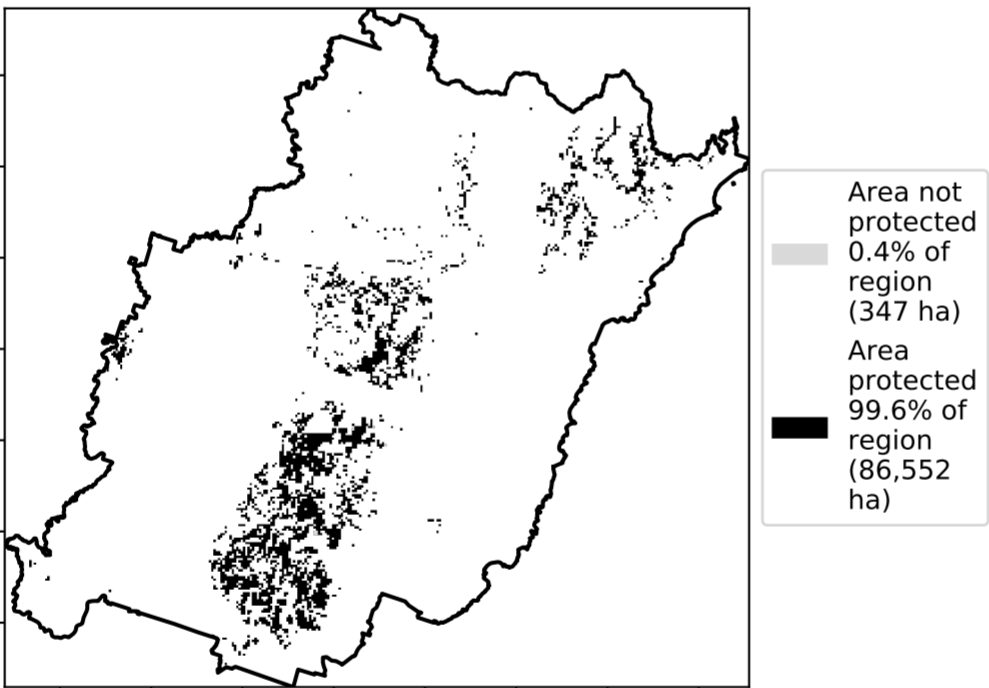 Area not
protected
0.4% of
region
(347 ha)
Area
protected
99.6% of
region
(86,552
ha)